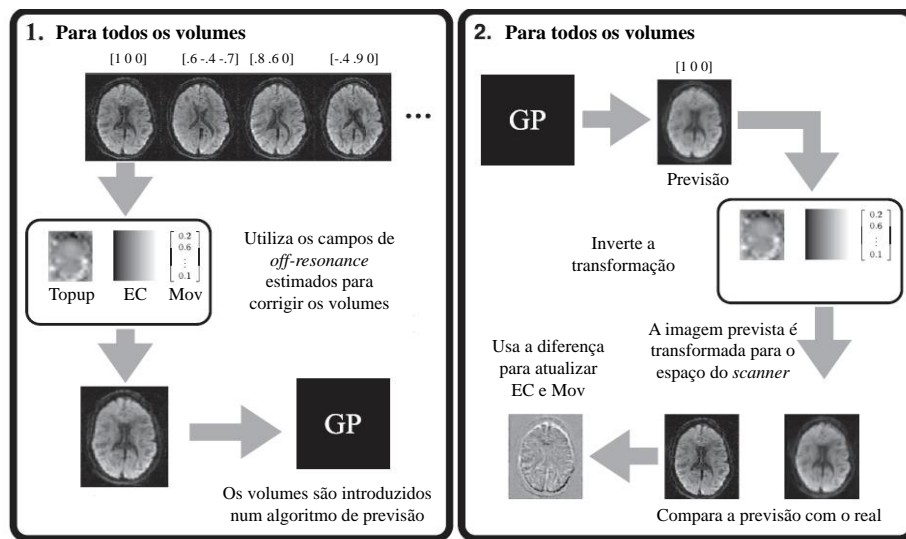 1. Para todos os volumes
[1 0 0] [.6 -.4 -.7] [.8 .6 0] [-.4 .9 0]
...
0.2
0.6
⋮
0.1
Topup EC Mov
Utiliza os campos de
off-resonance
estimados para
corrigir os volumes
GP
Os volumes são introduzidos
num algoritmo de previsão
2. Para todos os volumes
[1 0 0]
GP
Previsão
0.2
0.6
⋮
0.1
Inverte a
transformação
A imagem prevista é
transformada para o
espaço do scanner
Usa a diferença
para atualizar
EC e Mov
Compara a previsão com o real